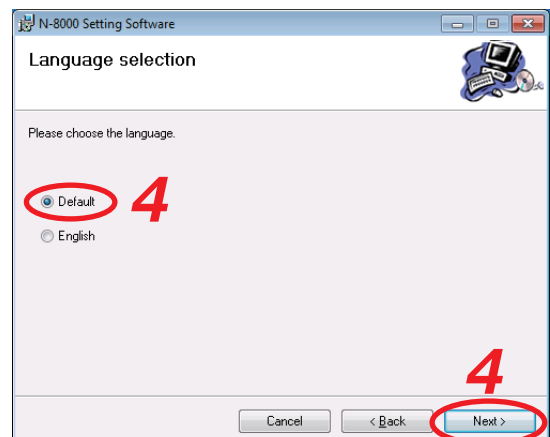 N-8000 Setting Software
Language selection
Please choose the language.
Default 4
English
4
Cancel < Back Next >